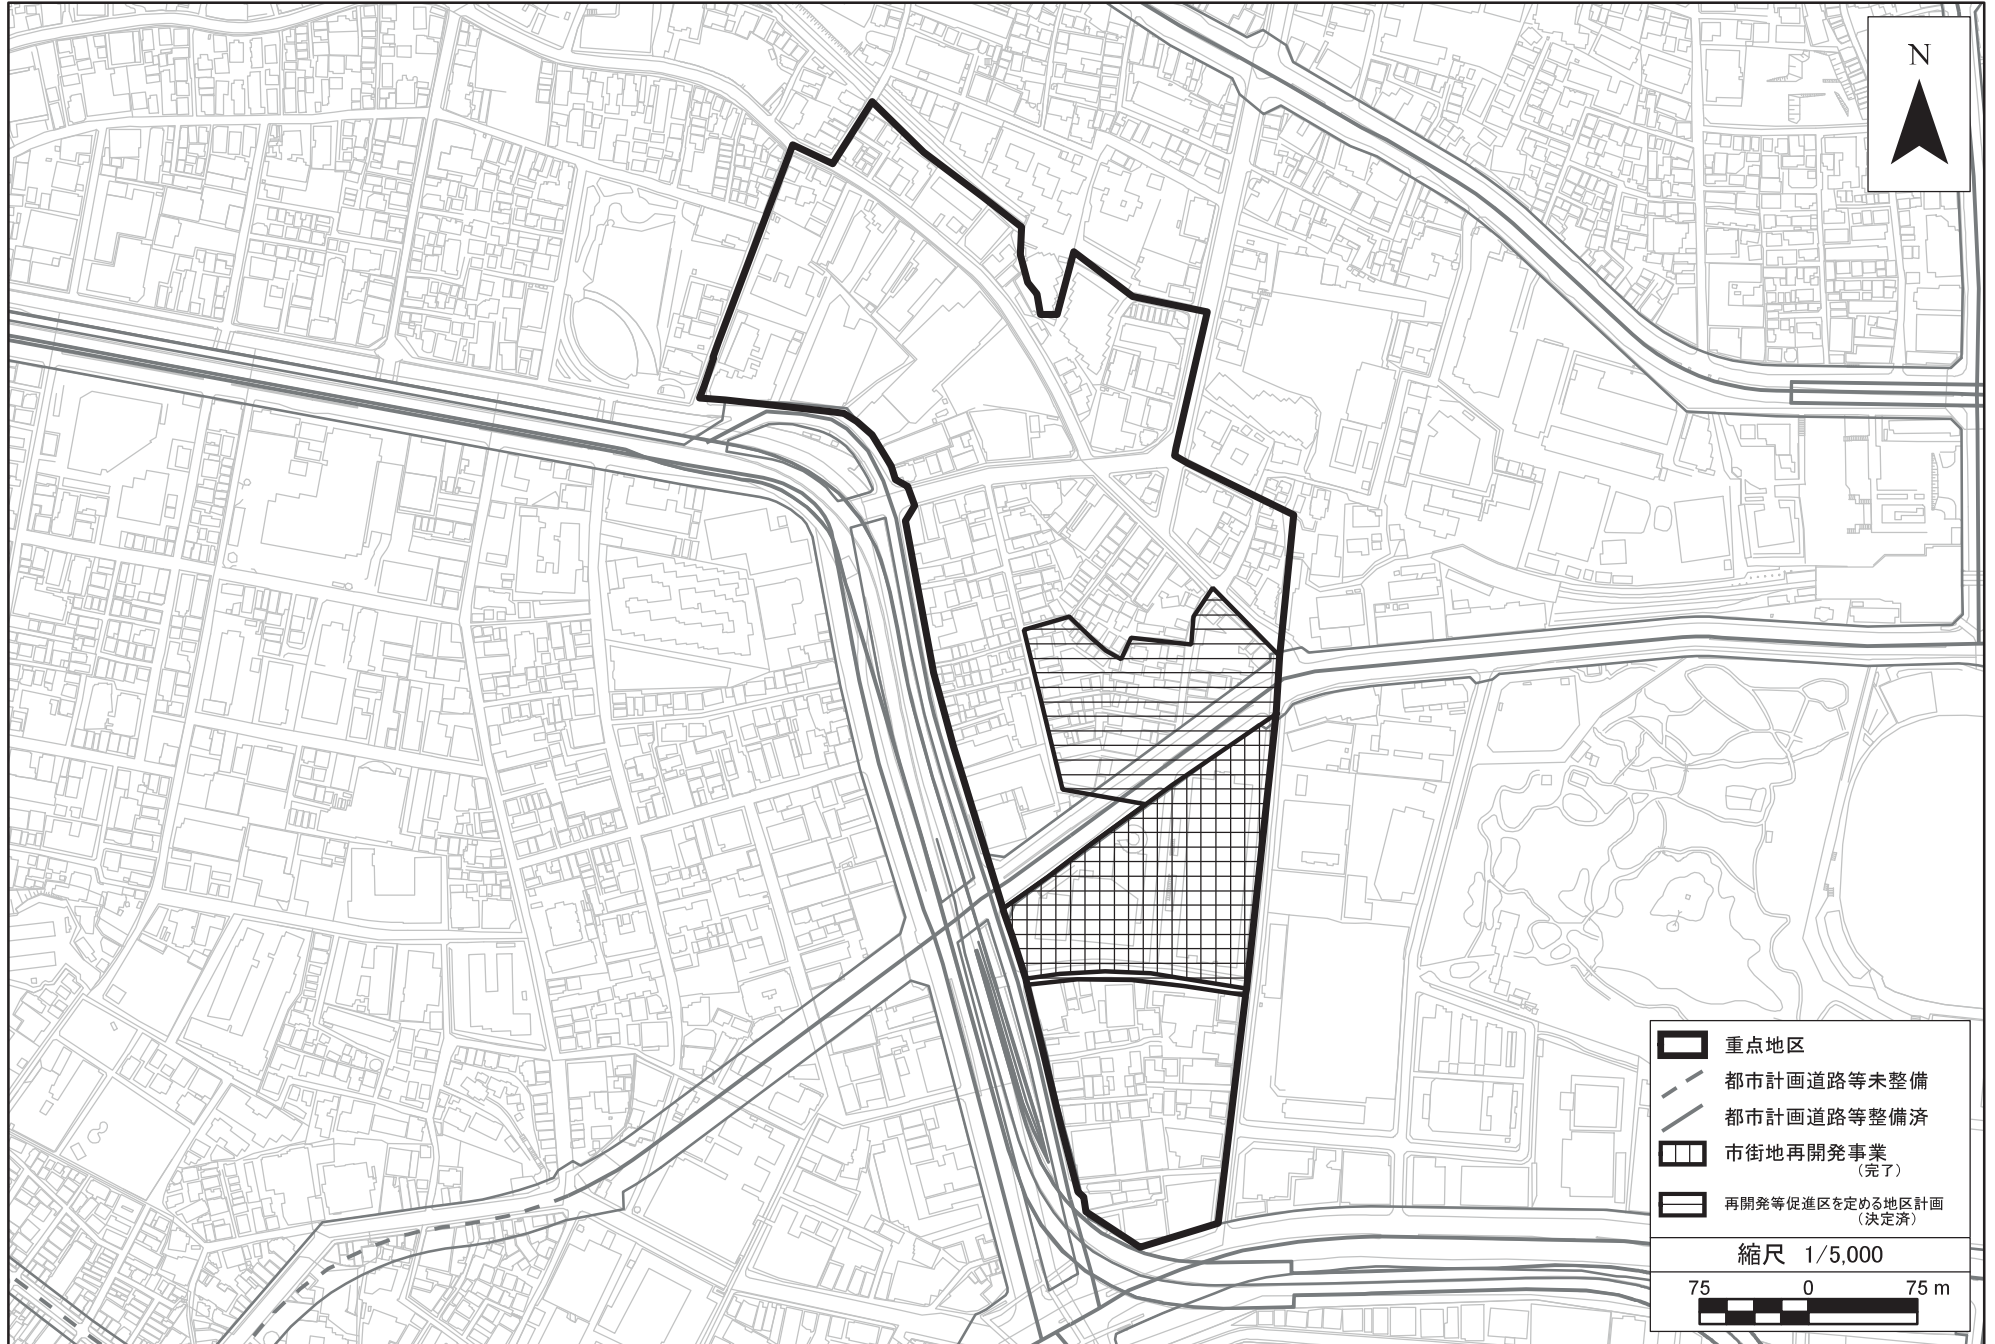 N
重点地区
都市計画道路等未整備
都市計画道路等整備済
市街地再開発事業
(完了)
再開発等促進区を定める地区計画
(決定済)
縮尺 1/5,000
75 0 75 m